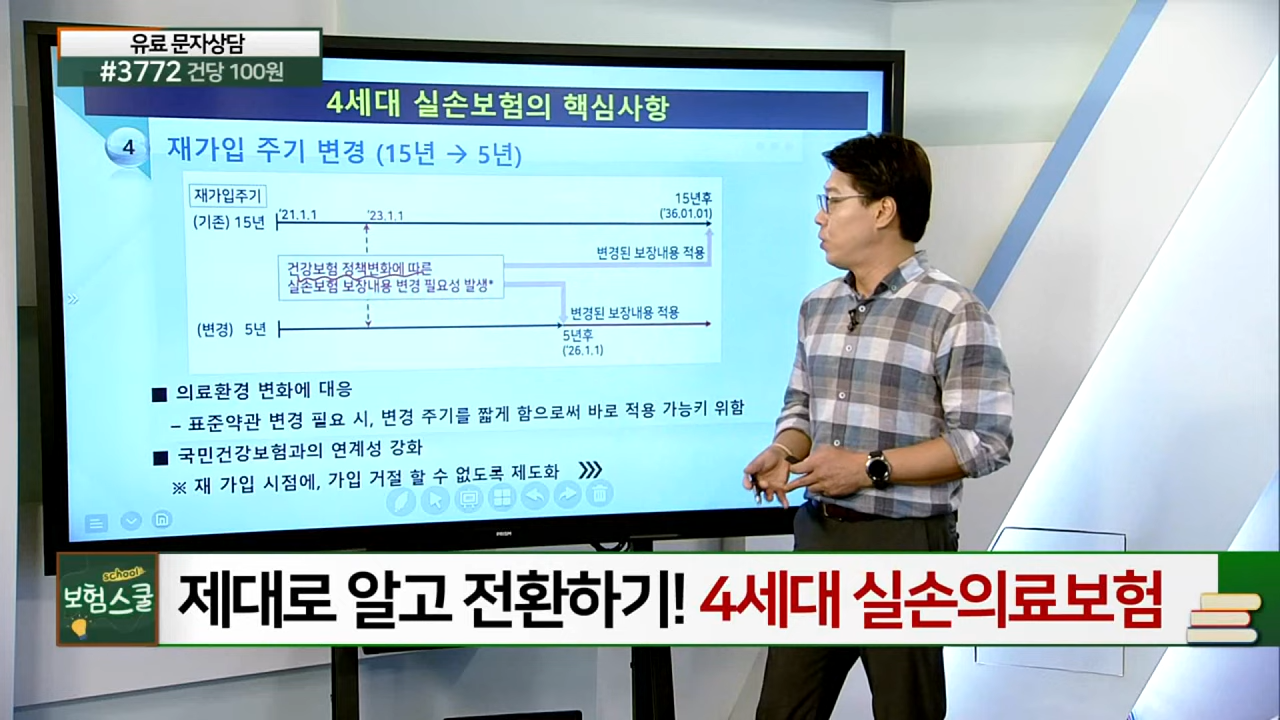 유료 문자상담
#3772 건당 100원
4세대 실손보험의 핵심사항
4 재가입 주기 변경 (15년 → 5년)
재가입주기
15년후
('36.01.01)
(기존) 15년
'21.1.1
'23.1.1
변경된 보장내용 적용
건강보험 정책변화에 따른
실손보험 보장내용 변경 필요성 발생*
변경된 보장내용 적용
(변경) 5년
5년후
('26.1.1)
■ 의료환경 변화에 대응
– 표준약관 변경 필요 시, 변경 주기를 짧게 함으로써 바로 적용 가능키 위함
■ 국민건강보험과의 연계성 강화
※ 재 가입 시점에, 가입 거절 할 수 없도록 제도화
PRISM
school
보험스쿨
제대로 알고 전환하기! 4세대 실손의료보험